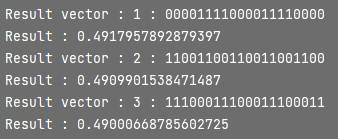 Result vector : 1 : 00001111000011110000
Result : 0.4917957892879397
Result vector : 2 : 11001100110011001100
Result : 0.4909901538471487
Result vector : 3 : 11100011100011100011
Result : 0.49000668785602725